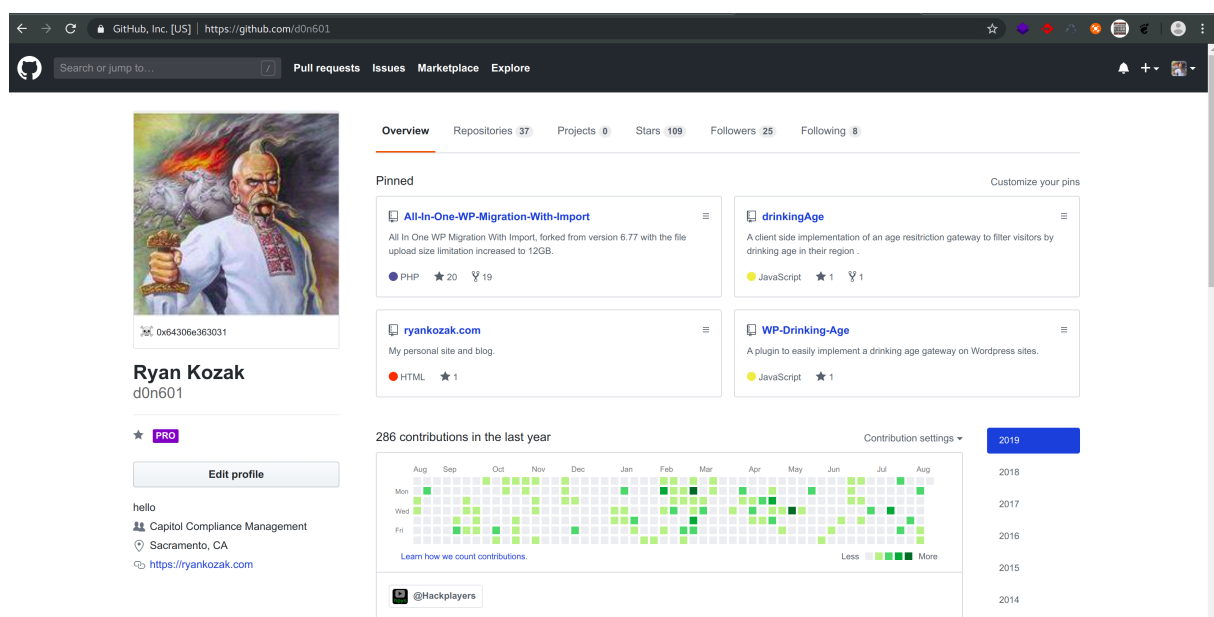 GitHub, Inc. [US] | https://github.com/d0n601
Search or jump to... /
Pull requests Issues Marketplace Explore
Overview Repositories 37 Projects 0 Stars 109 Followers 25 Following 8
Pinned Customize your pins
All-In-One-WP-Migration-With-Import
All In One WP Migration With Import, forked from version 6.77 with the file
upload size limitation increased to 12GB.
PHP 20 19
drinkingAge
A client side implementation of an age resitriction gateway to filter visitors by
drinking age in their region .
JavaScript 1 1
ryankozak.com
My personal site and blog.
HTML 1
WP-Drinking-Age
A plugin to easily implement a drinking age gateway on Wordpress sites.
JavaScript 1
0x64306e363031
Ryan Kozak
d0n601
PRO
Edit profile
hello
Capitol Compliance Management
Sacramento, CA
https://ryankozak.com
286 contributions in the last year Contribution settings
Aug Sep Oct Nov Dec Jan Feb Mar Apr May Jun Jul Aug
Mon
Wed
Fri
Learn how we count contributions. Less More
@Hackplayers
2019
2018
2017
2016
2015
2014